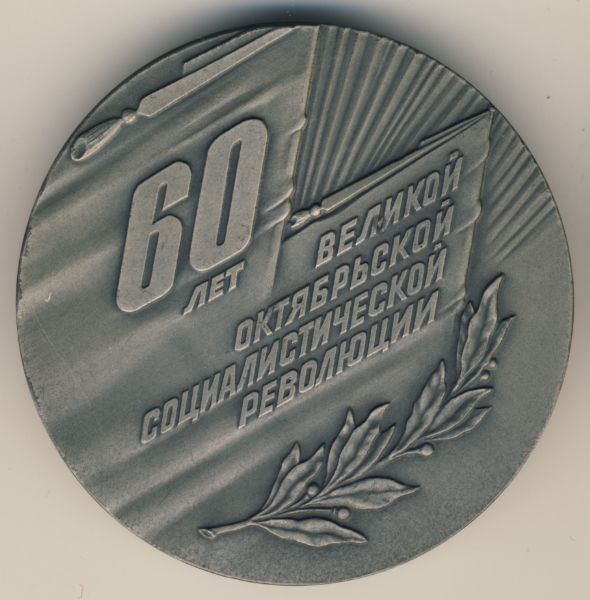 60
ЛЕТ
ВЕЛИКОЙ
ОКТЯБРЬСКОЙ
СОЦИАЛИСТИЧЕСКОЙ
РЕВОЛЮЦИИ